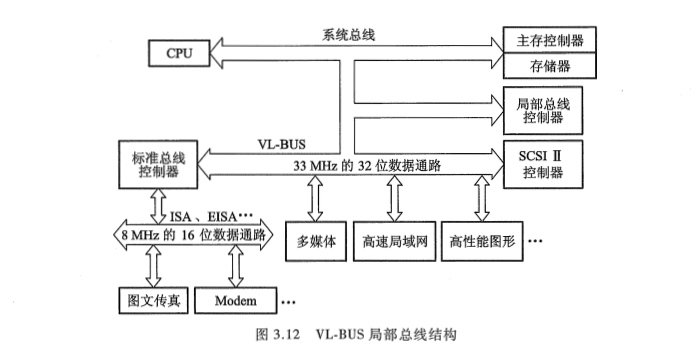 系统总线
CPU
主存控制器
存储器
局部总线
控制器
VL-BUS
标准总线
控制器
33 MHz 的 32 位数据通路
SCSI Ⅱ
控制器
ISA、EISA…
8 MHz 的 16 位数据通路
多媒体
高速局域网
高性能图形
…
图文传真
Modem
…
图 3.12 VL-BUS 局部总线结构